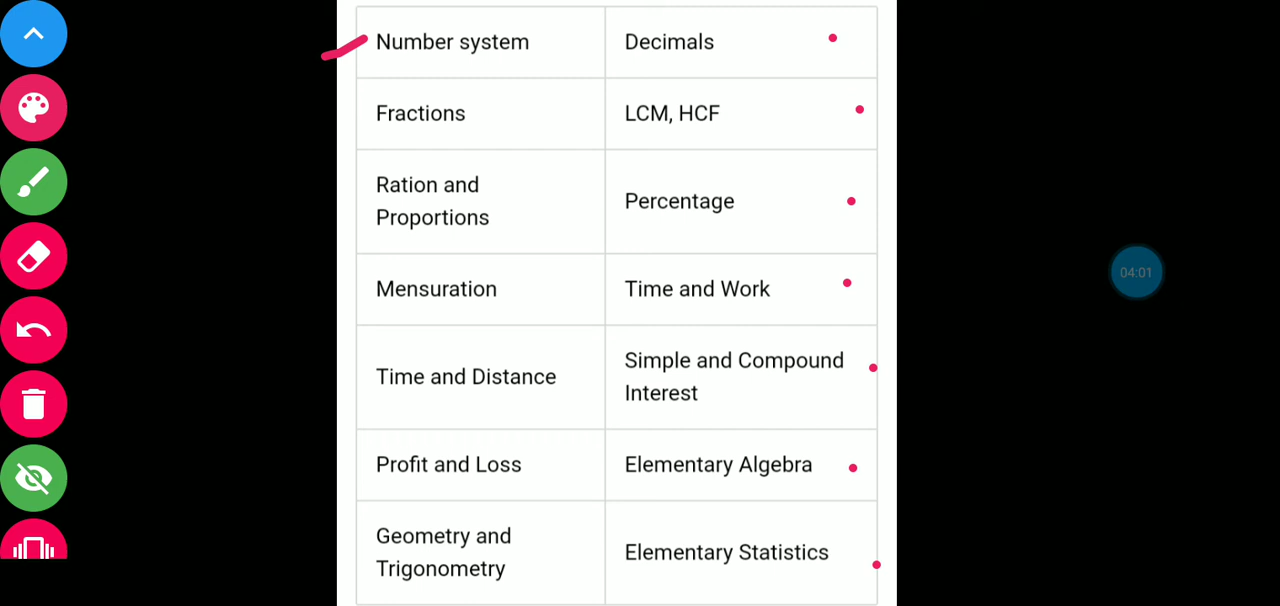 Number system
Decimals
Fractions
LCM, HCF
Ration and
Proportions
Percentage
Mensuration
Time and Work
Time and Distance
Simple and Compound
Interest
Profit and Loss
Elementary Algebra
Geometry and
Trigonometry
Elementary Statistics
04:01